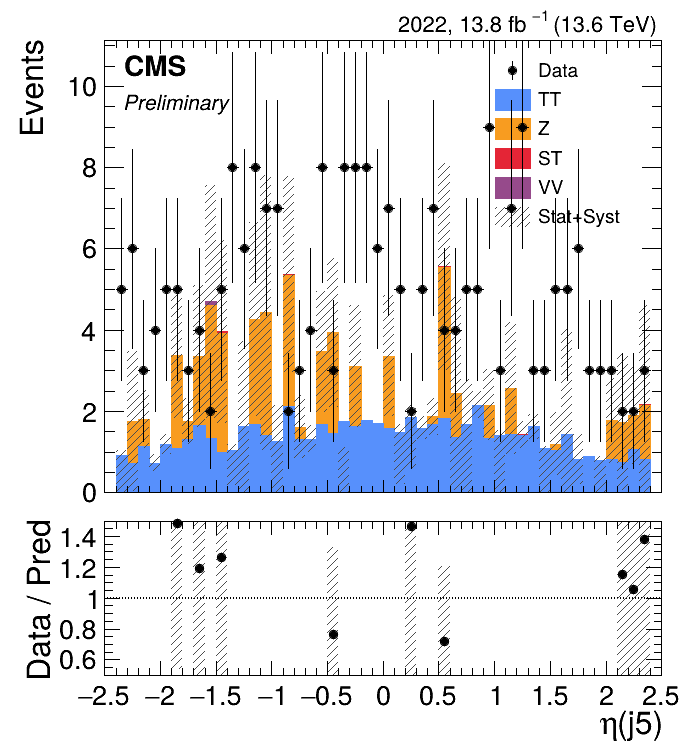 2022, 13.8 fb⁻¹ (13.6 TeV)
CMS
Preliminary
Events
10
8
6
4
2
0
Data
TT
Z
ST
VV
Stat+Syst
Data / Pred
1.4
1.2
1
0.8
0.6
−2.5 −2 −1.5 −1 −0.5 0 0.5 1 1.5 2 2.5
η(j5)